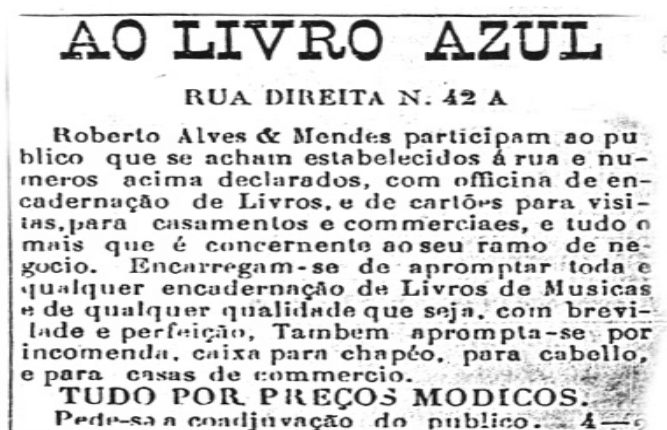 AO LIVRO AZUL
RUA DIREITA N. 42 A
Roberto Alves & Mendes participam ao pu
blico que se acham estabelecidos á rua e nu-
meros acima declarados, com officina de en-
cadernação de Livros, e de cartões para visi-
tas, para casamentos e commerciaes, e tudo o
mais que é concernente ao seu ramo de ne-
gocio. Encarregam-se de apromptar toda e
qualquer encadernação de Livros de Musicas
e de qualquer qualidade que seja, com brevi-
dade e perfeição, Tambem aprompta-se por
incomenda, caixa para chapéo, para cabello,
e para casas de commercio.
TUDO POR PREÇOS MODICOS.
Pede-se a coadjuvação do publico. 4—